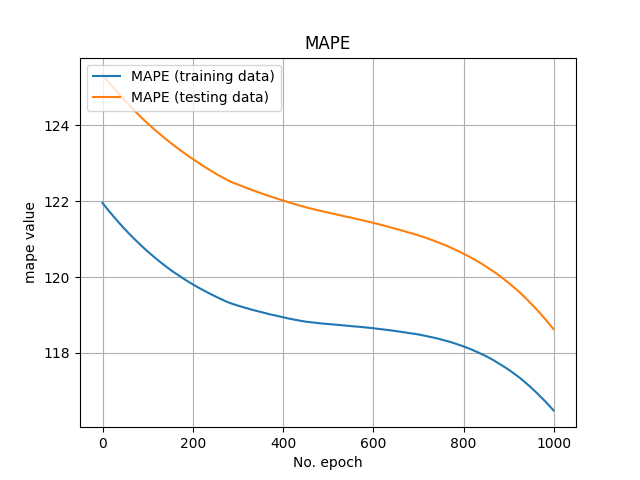 MAPE
MAPE (training data)
MAPE (testing data)
124
122
120
118
mape value
0 200 400 600 800 1000
No. epoch